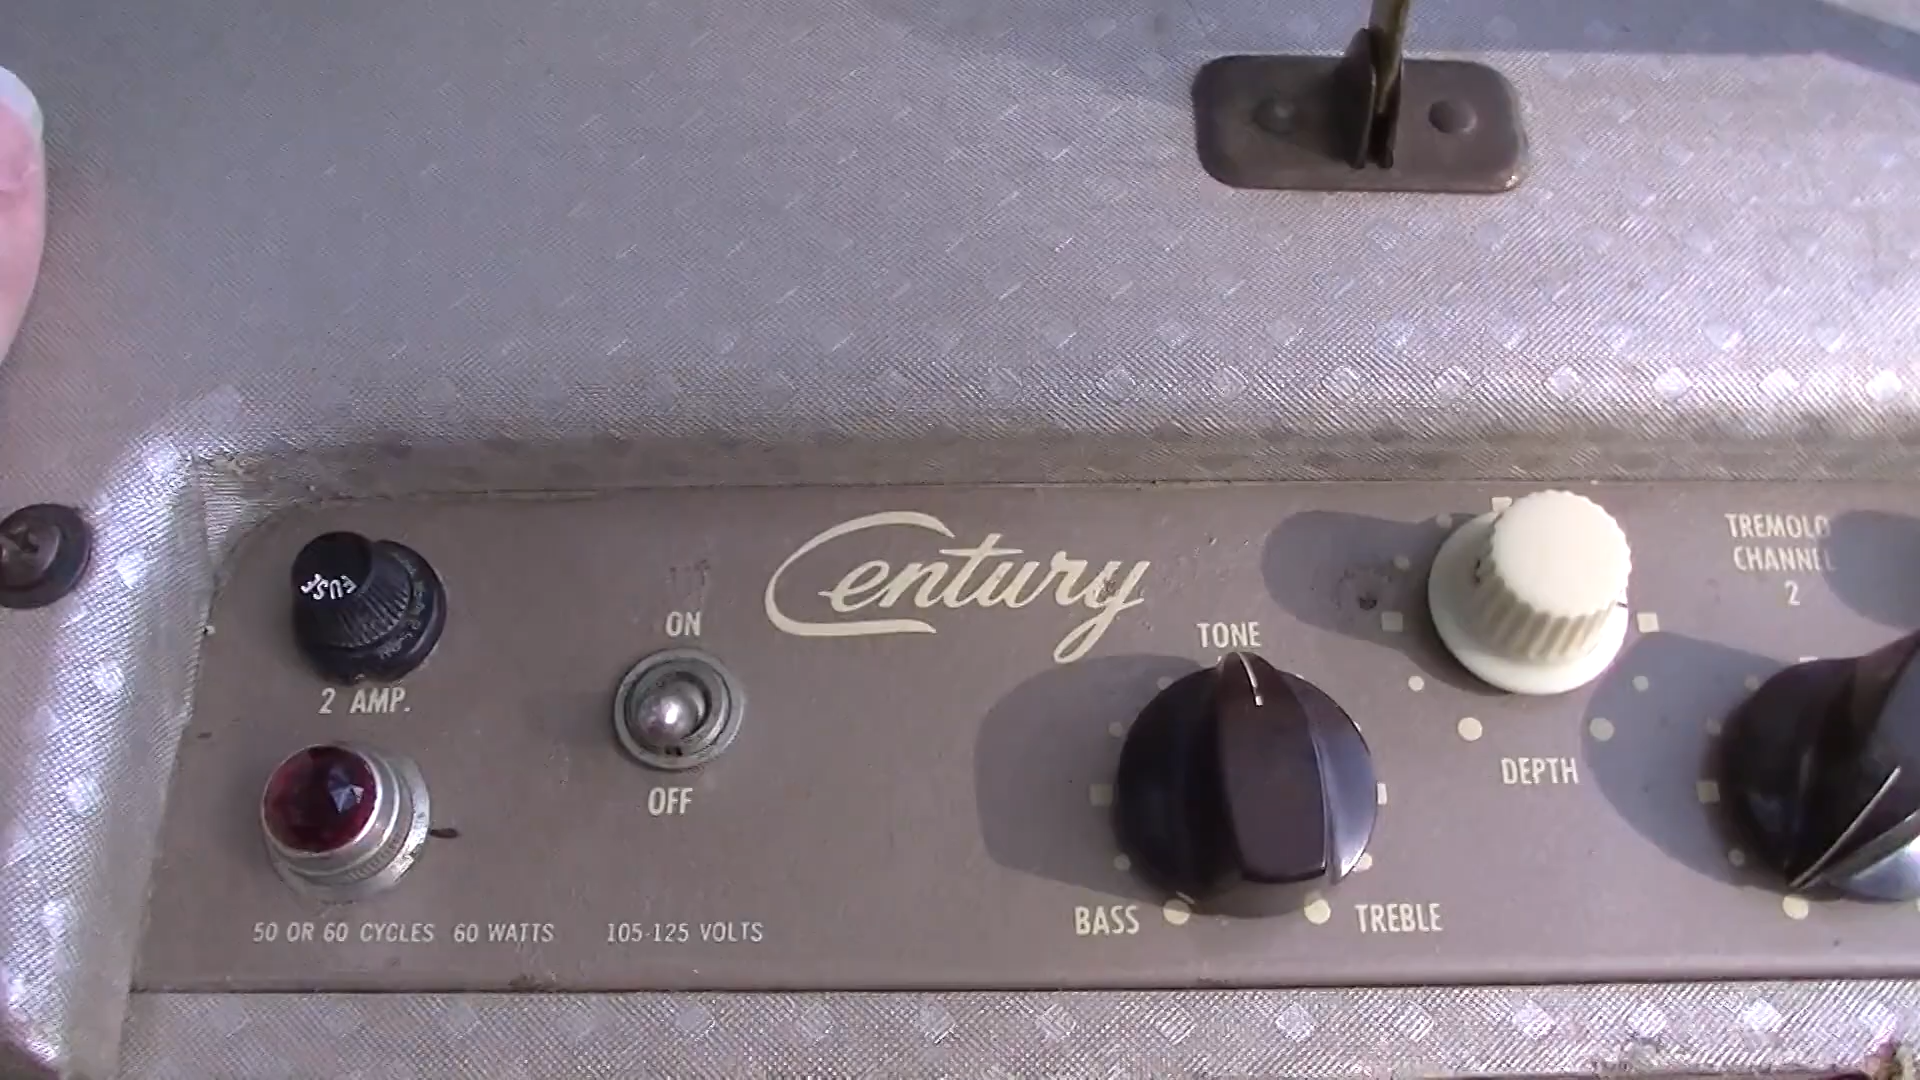 FUSE
2 AMP.
ON
OFF
Century
TONE
BASS
TREBLE
DEPTH
TREMOLO
CHANNEL
2
50 OR 60 CYCLES 60 WATTS 105-125 VOLTS